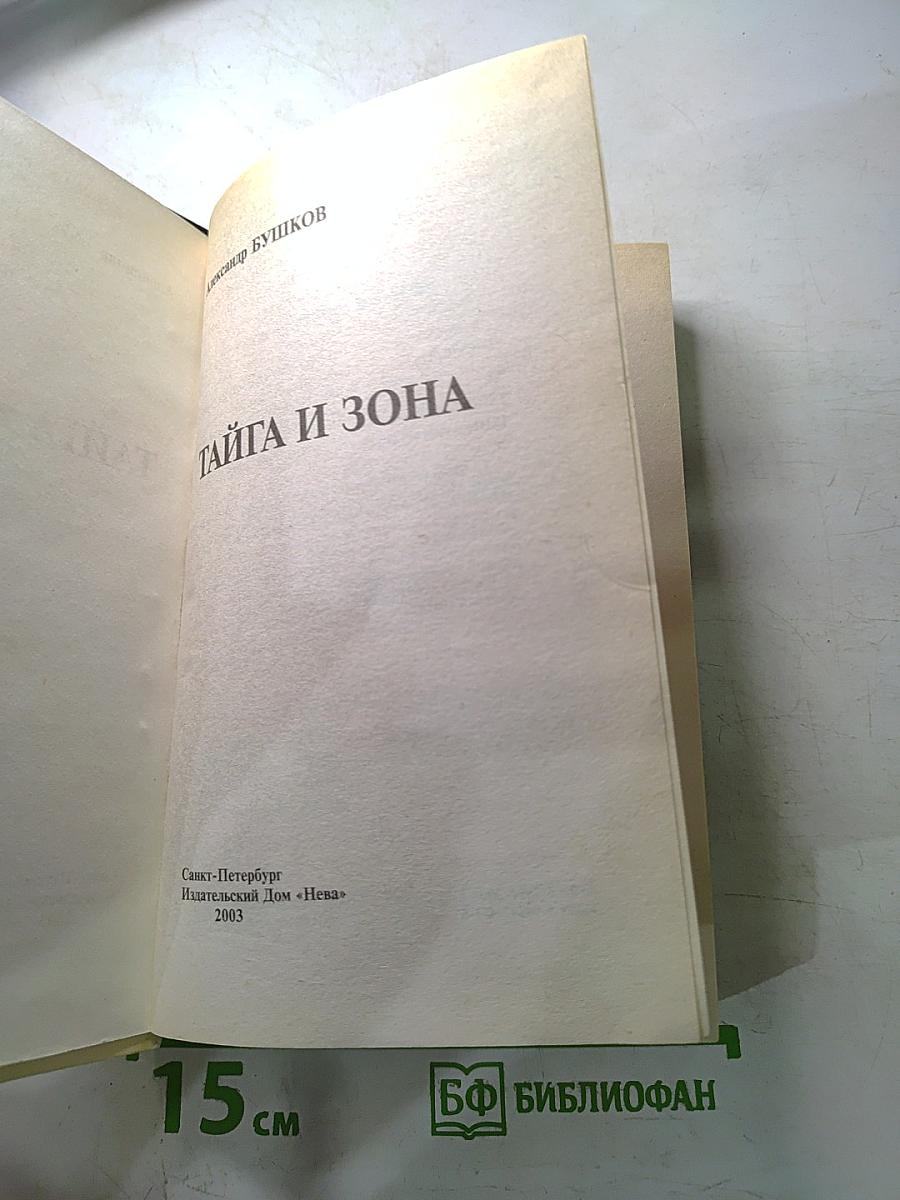 Александр БУШКОВ
ТАЙГА И ЗОНА
Санкт-Петербург
Издательский Дом «Нева»
2003
15 см
БФ БИБЛИОФАН